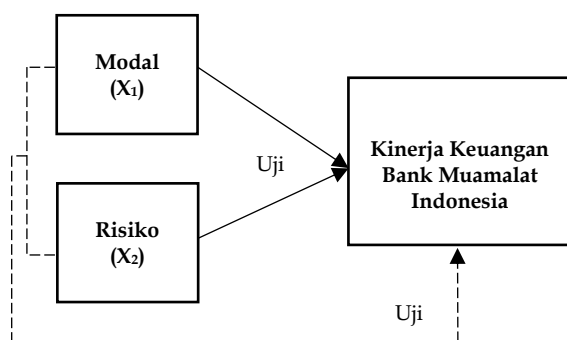 Modal
(X₁)
Uji
Kinerja Keuangan
Bank Muamalat
Indonesia
Risiko
(X₂)
Uji